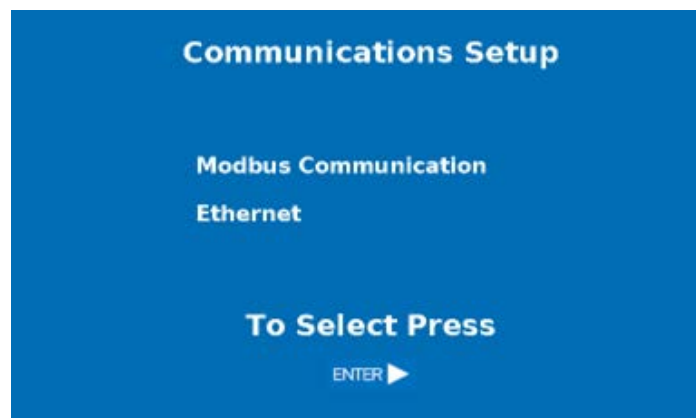 Communications Setup
Modbus Communication
Ethernet
To Select Press
ENTER